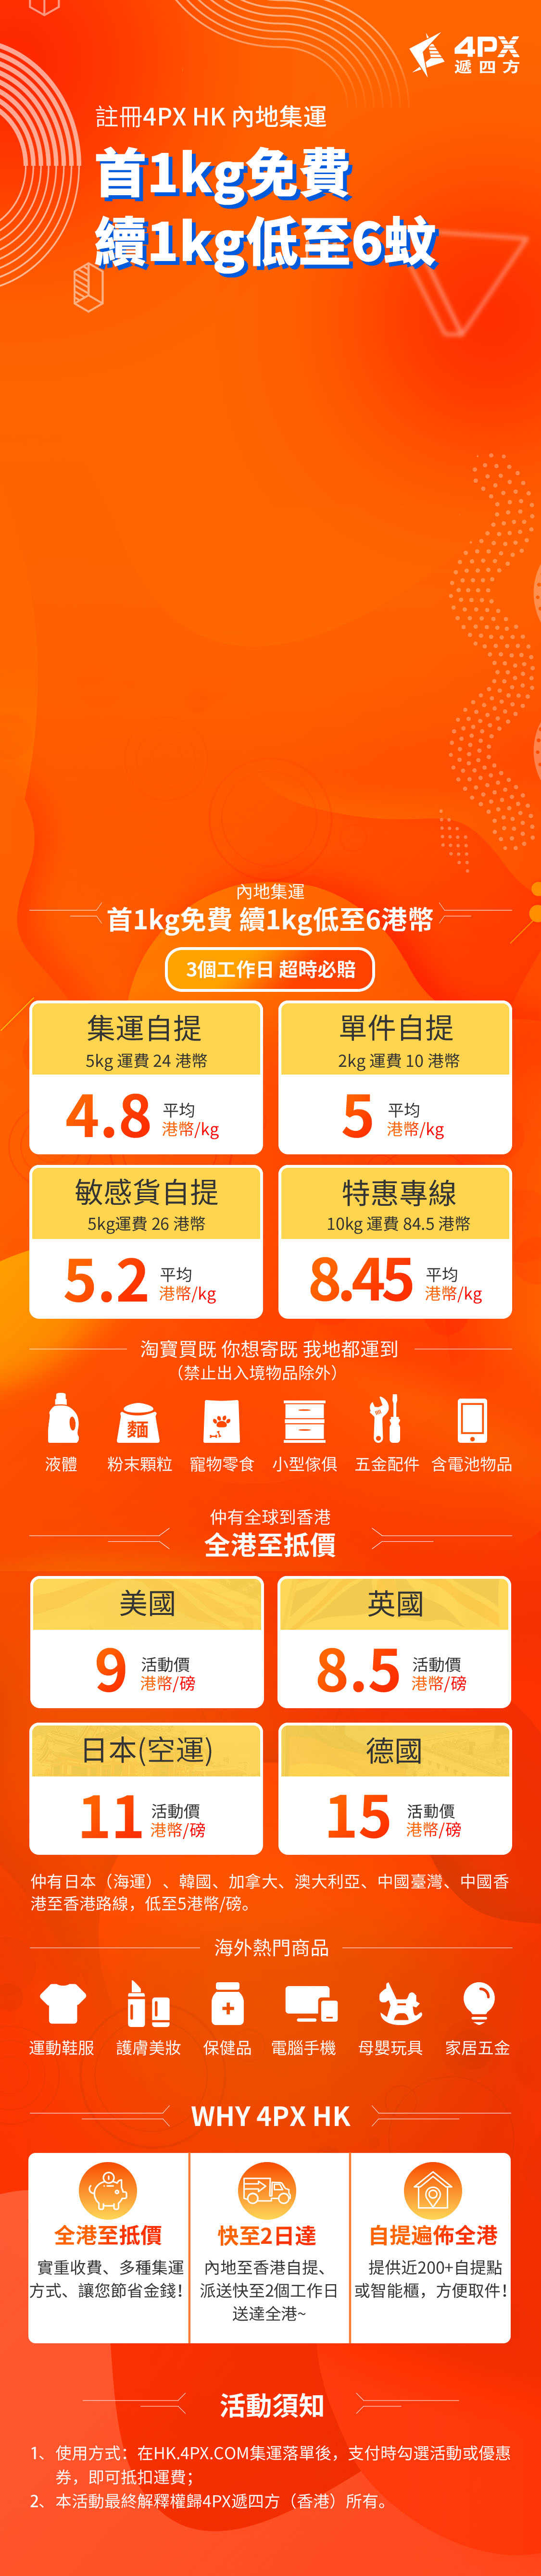 4PX
遞四方
註冊4PX HK 內地集運
首1kg免費
續1kg低至6蚊
內地集運
首1kg免費 續1kg低至6港幣
3個工作日 超時必賠
集運自提
5kg 運費 24 港幣
4.8 平均
港幣/kg
單件自提
2kg 運費 10 港幣
5 平均
港幣/kg
敏感貨自提
5kg運費 26 港幣
5.2 平均
港幣/kg
特惠專線
10kg 運費 84.5 港幣
8.45 平均
港幣/kg
淘寶買既 你想寄既 我地都運到
（禁止出入境物品除外）
麵
液體 粉末顆粒 寵物零食 小型傢俱 五金配件 含電池物品
仲有全球到香港
全港至抵價
美國
9 活動價
港幣/磅
英國
8.5 活動價
港幣/磅
日本(空運)
11 活動價
港幣/磅
德國
15 活動價
港幣/磅
仲有日本（海運）、韓國、加拿大、澳大利亞、中國臺灣、中國香
港至香港路線，低至5港幣/磅。
海外熱門商品
運動鞋服 護膚美妝 保健品 電腦手機 母嬰玩具 家居五金
WHY 4PX HK
全港至抵價
實重收費、多種集運
方式、讓您節省金錢！
快至2日達
內地至香港自提、
派送快至2個工作日
送達全港~
自提遍佈全港
提供近200+自提點
或智能櫃，方便取件！
活動須知
1、使用方式：在HK.4PX.COM集運落單後，支付時勾選活動或優惠
券，即可抵扣運費；
2、本活動最終解釋權歸4PX遞四方（香港）所有。